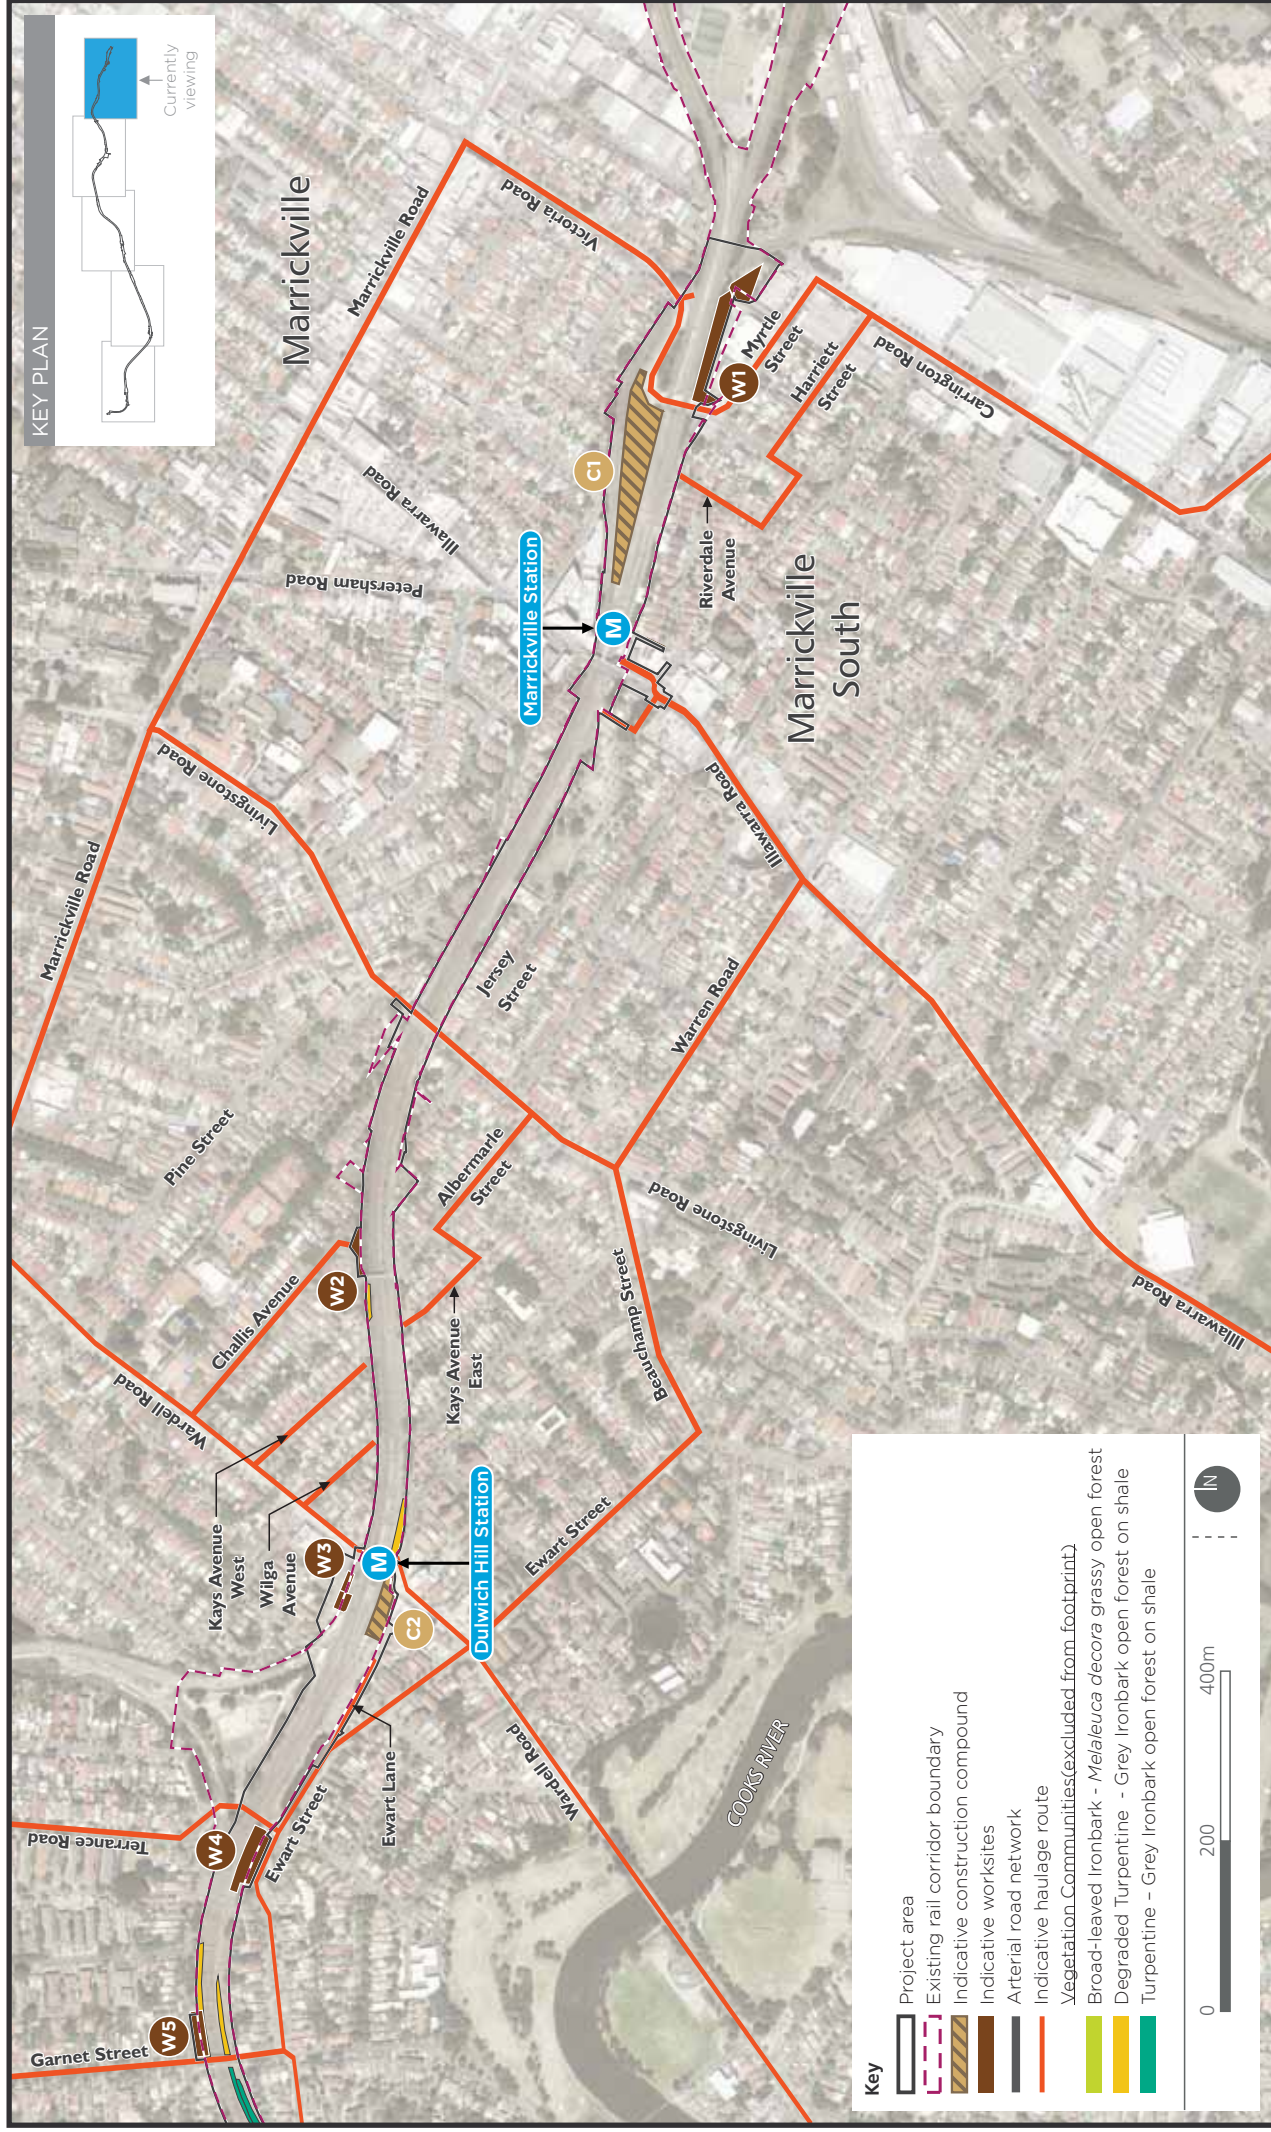 KEY PLAN
Currently
viewing
Marrickville
Marrickville Road
Victoria Road
Illawarra Road
Petersham Road
Marrickville Station
M
C1
W1
Myrtle
Street
Harriett
Street
Carrington Road
Riverdale
Avenue
Marrickville
South
Livingstone Road
Marrickville Road
Illawarra Road
Jersey
Street
Warren Road
Pine Street
Albermarle
Street
Livingstone Road
Challis Avenue
W2
Wardell Road
Kays Avenue
East
Beauchamp Street
Illawarra Road
Kays Avenue
West
Wilga
Avenue
W3
M
C2
Dulwich Hill Station
Ewart Street
Ewart Lane
Wardell Road
COOKS RIVER
Terrance Road
W4
Ewart Street
W5
Garnet Street
Key
Project area
Existing rail corridor boundary
Indicative construction compound
Indicative worksites
Arterial road network
Indicative haulage route
Vegetation Communities(excluded from footprint)
Broad-leaved Ironbark - Melaleuca decora grassy open forest
Degraded Turpentine - Grey Ironbark open forest on shale
Turpentine – Grey Ironbark open forest on shale
0 200 400m
N